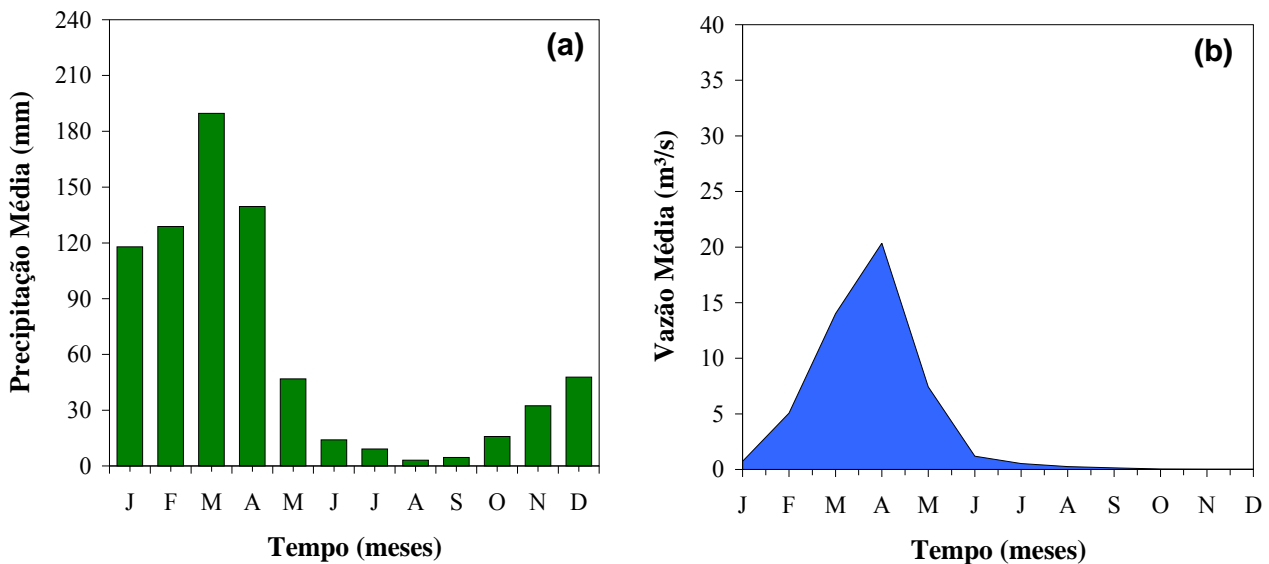 (a)
Precipitação Média (mm)
240
210
180
150
120
90
60
30
0
J F M A M J J A S O N D
Tempo (meses)
(b)
Vazão Média (m³/s)
40
35
30
25
20
15
10
5
0
J F M A M J J A S O N D
Tempo (meses)